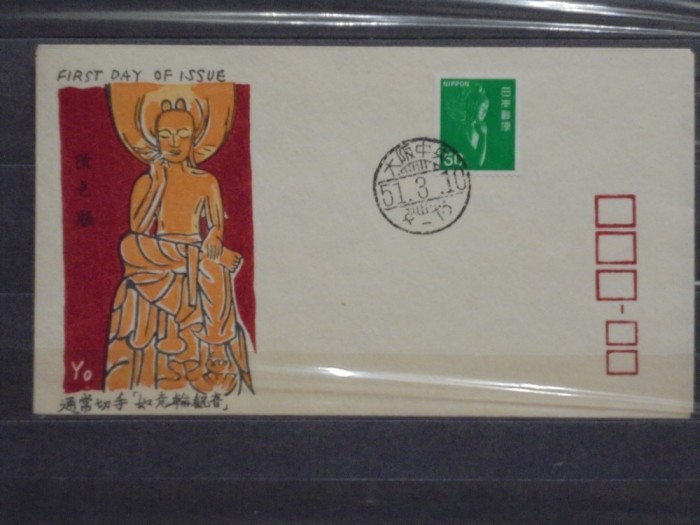 FIRST DAY OF ISSUE
NIPPON
日本郵便
50
大阪中央
51.3.10
Yo
通常切手「如意輪観音」